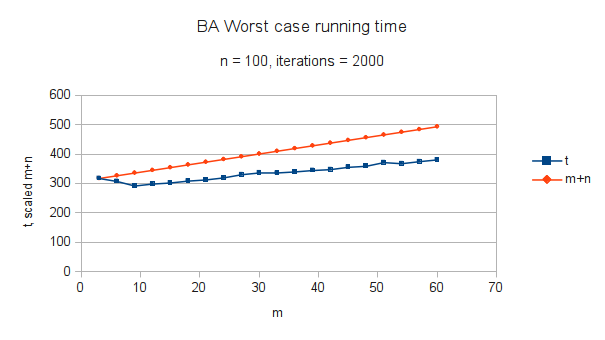 BA Worst case running time
n = 100, iterations = 2000
600
500
400
300
200
100
0
t, scaled m+n
0 10 20 30 40 50 60 70
m
t
m+n